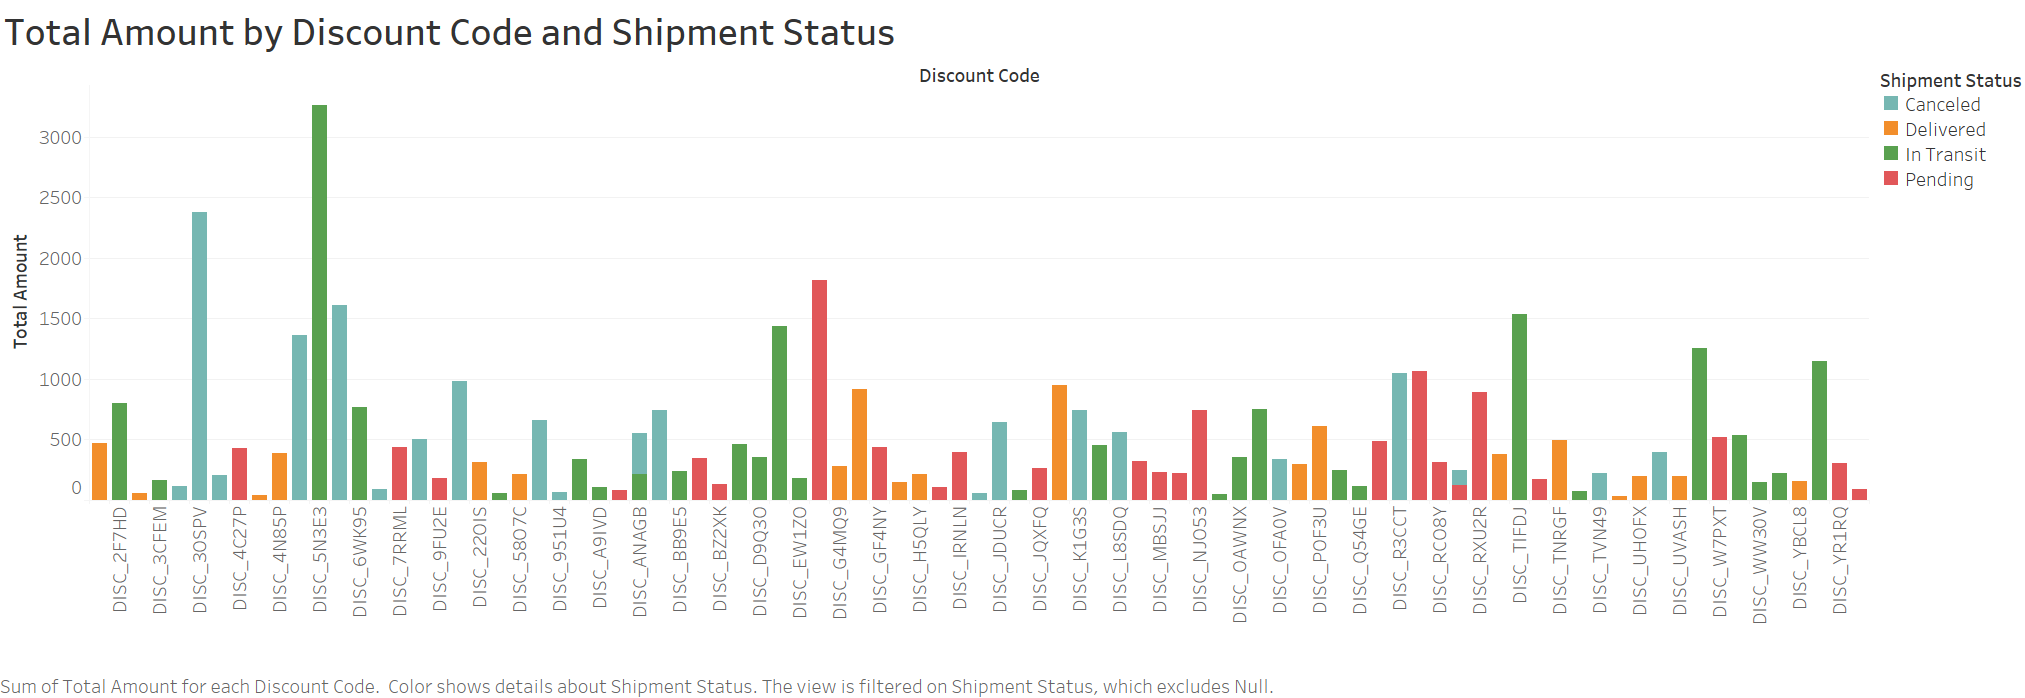 Total Amount by Discount Code and Shipment Status
Discount Code
Shipment Status
Canceled
Delivered
In Transit
Pending
Total Amount
3000
2500
2000
1500
1000
500
0
DISC_2F7HD
DISC_3CFEM
DISC_30SPV
DISC_4C27P
DISC_4N85P
DISC_5N3E3
DISC_6WK95
DISC_7RRML
DISC_9FU2E
DISC_22OIS
DISC_58O7C
DISC_951U4
DISC_A9IVD
DISC_ANAGB
DISC_BB9E5
DISC_BZ2XK
DISC_D9Q3O
DISC_EW1ZO
DISC_G4MQ9
DISC_GF4NY
DISC_H5QLY
DISC_IRNLN
DISC_JDUCR
DISC_JQXFQ
DISC_K1G3S
DISC_L8SDQ
DISC_MBSJJ
DISC_NJO53
DISC_OAWNX
DISC_OFA0V
DISC_P0F3U
DISC_Q54GE
DISC_R3CCT
DISC_RCO8Y
DISC_RXU2R
DISC_TIFDJ
DISC_TNRGF
DISC_TVN49
DISC_UHOFX
DISC_UVASH
DISC_W7PXT
DISC_WW30V
DISC_YBCL8
DISC_YR1RQ
Sum of Total Amount for each Discount Code.  Color shows details about Shipment Status. The view is filtered on Shipment Status, which excludes Null.